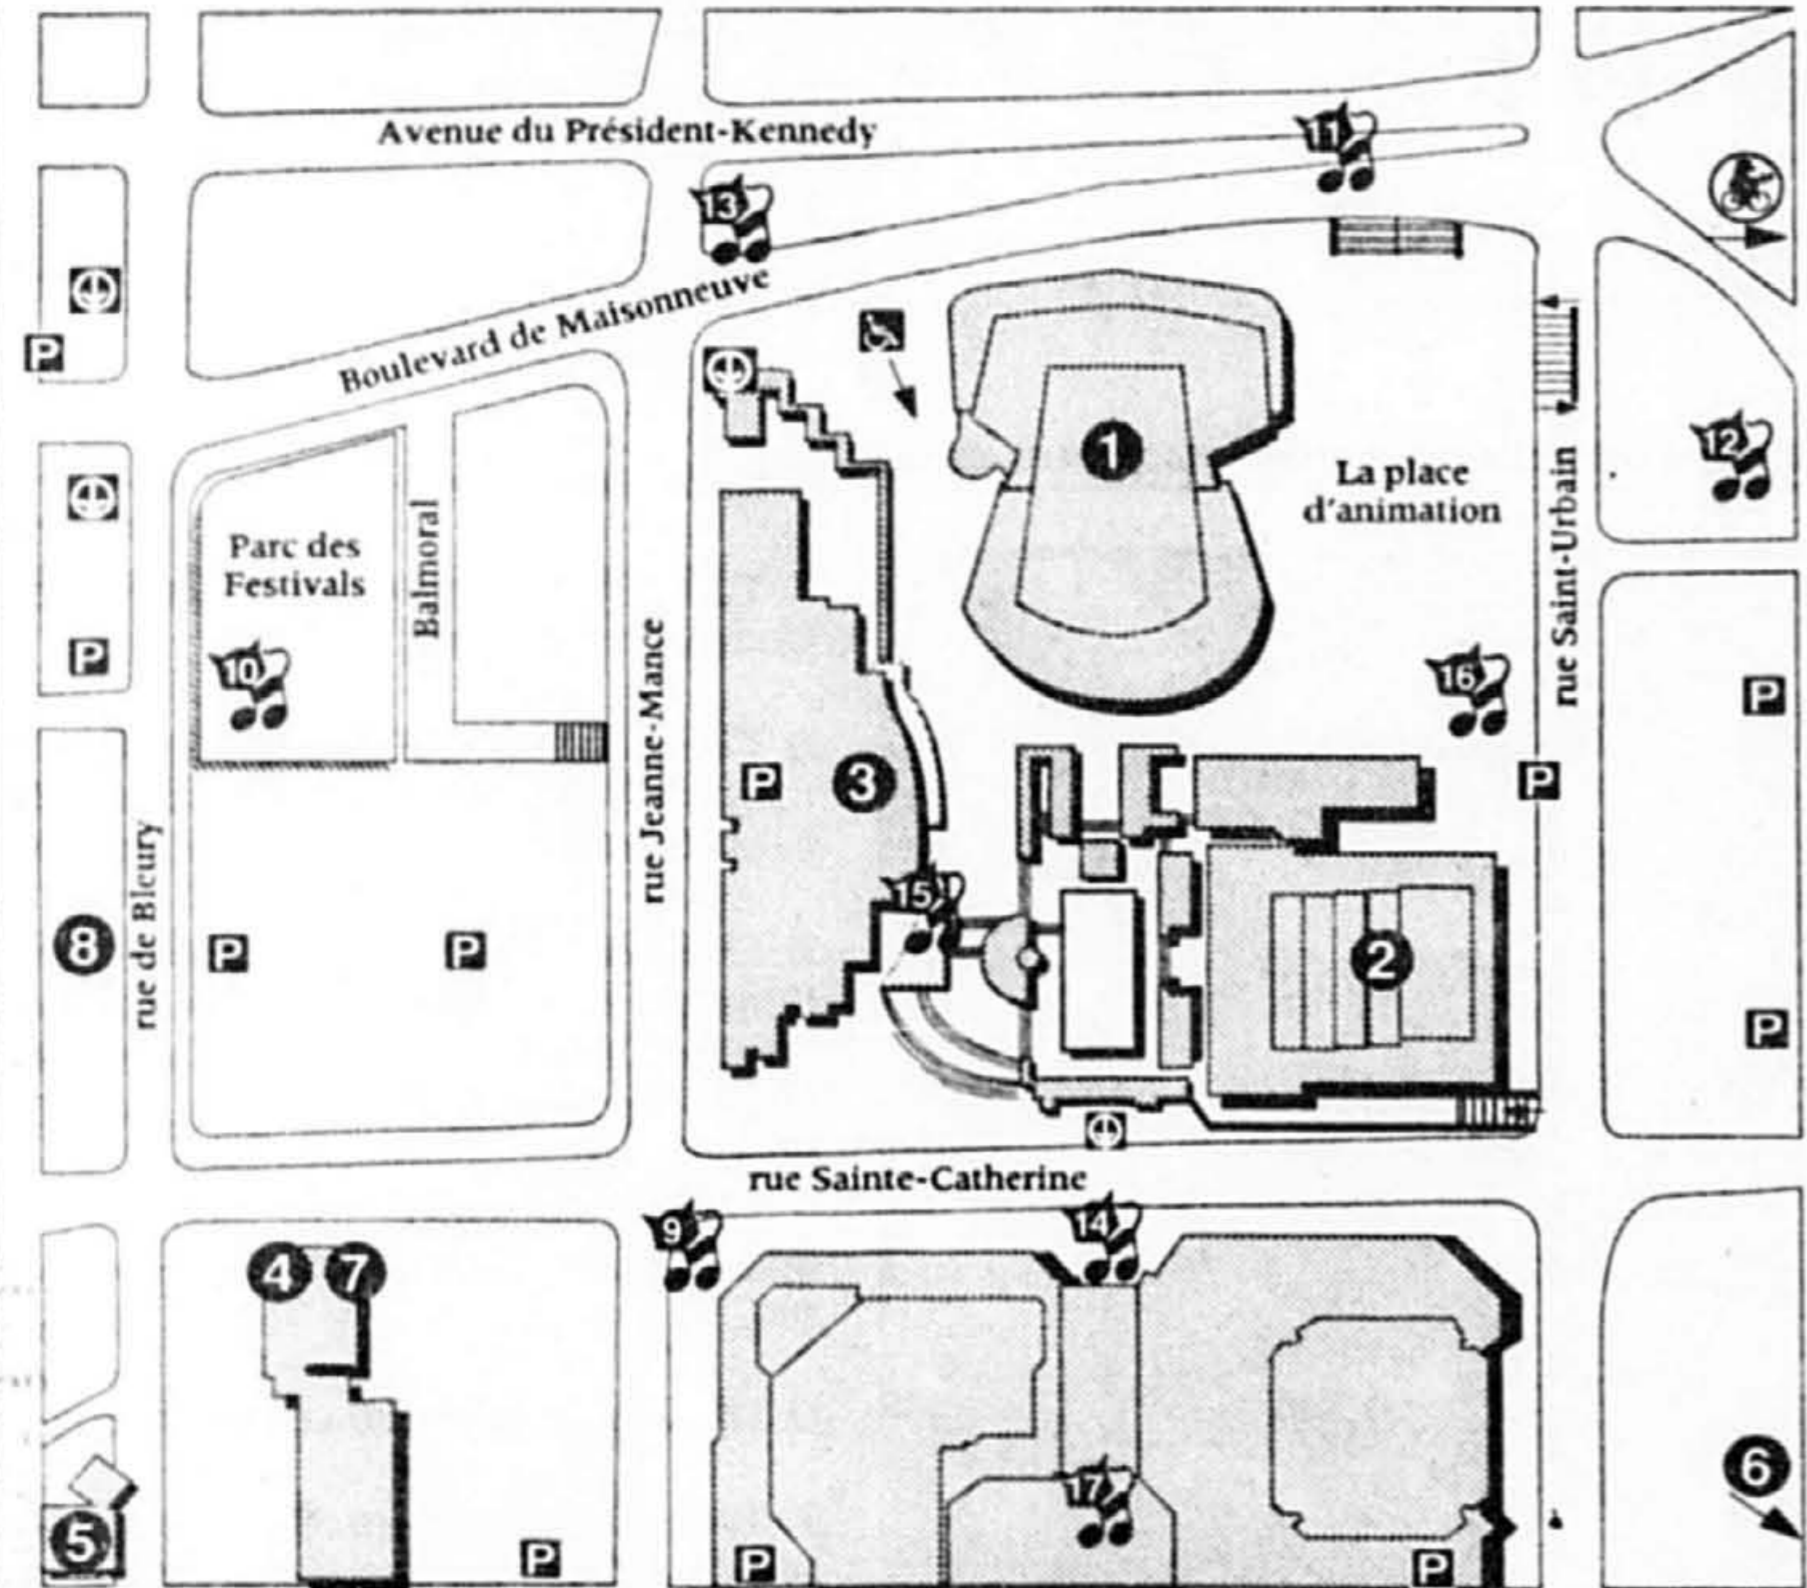 Avenue du Président-Kennedy
11
13
Boulevard de Maisonneuve
P
1
12
La place
d'animation
Parc des
Festivals
Balmoral
rue Saint-Urbain
P
10
16
P
rue Jeanne-Mance
P
3
P
rue de Bleury
15
8
P
P
2
P
rue Sainte-Catherine
9
14
4
7
6
17
5
P
P
P